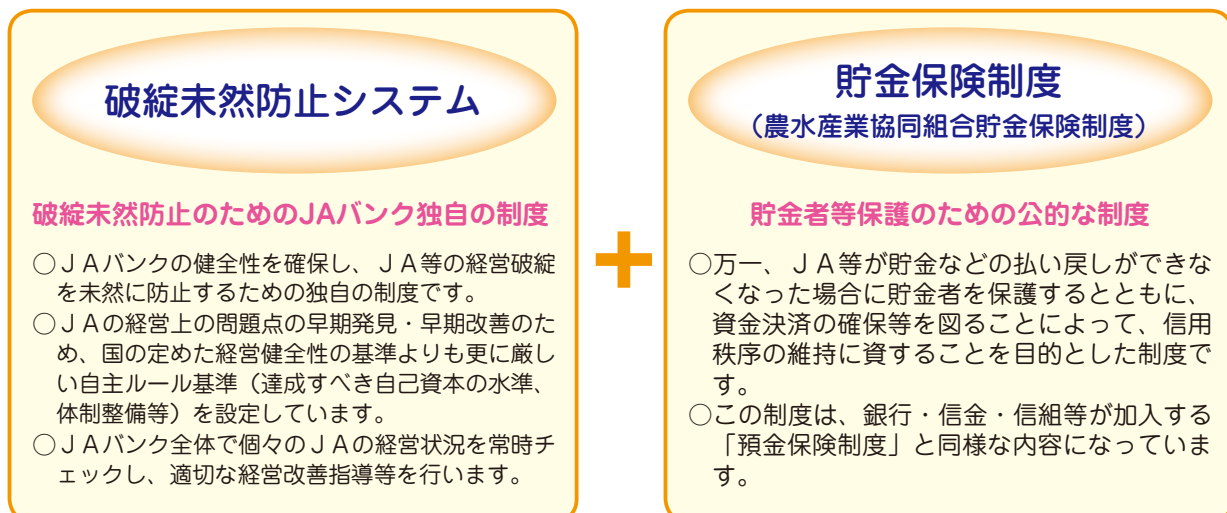 破綻未然防止システム
破綻未然防止のためのJAバンク独自の制度
○ＪＡバンクの健全性を確保し、ＪＡ等の経営破綻
を未然に防止するための独自の制度です。
○ＪＡの経営上の問題点の早期発見・早期改善のた
め、国の定めた経営健全性の基準よりも更に厳し
い自主ルール基準（達成すべき自己資本の水準、
体制整備等）を設定しています。
○ＪＡバンク全体で個々のＪＡの経営状況を常時チ
ェックし、適切な経営改善指導等を行います。
＋
貯金保険制度
（農水産業協同組合貯金保険制度）
貯金者等保護のための公的な制度
○万一、ＪＡ等が貯金などの払い戻しができな
くなった場合に貯金者を保護するとともに、
資金決済の確保等を図ることによって、信用
秩序の維持に資することを目的とした制度で
す。
○この制度は、銀行・信金・信組等が加入する
「預金保険制度」と同様な内容になっていま
す。